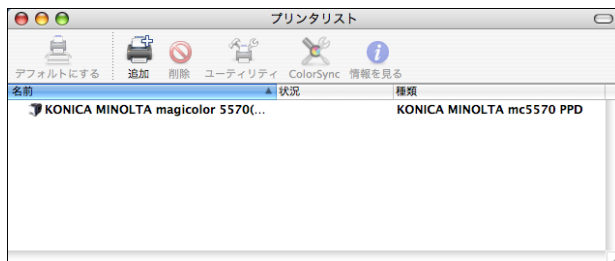 プリンタリスト
デフォルトにする 追加 削除 ユーティリティ ColorSync 情報を見る
名前 状況 種類
KONICA MINOLTA magicolor 5570(... KONICA MINOLTA mc5570 PPD